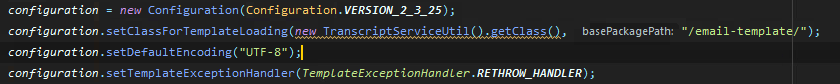 configuration = new Configuration(Configuration.VERSION_2_3_25);
configuration.setClassForTemplateLoading(new TranscriptServiceUtil().getClass(), basePackagePath: "/email-template/");
configuration.setDefaultEncoding("UTF-8");
configuration.setTemplateExceptionHandler(TemplateExceptionHandler.RETHROW_HANDLER);